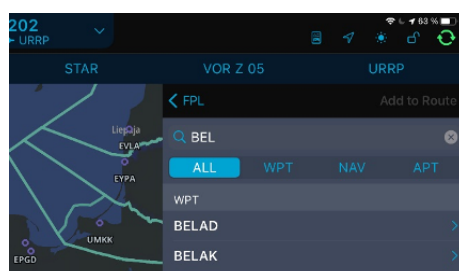 202
63 %
← URRP
STAR
VOR Z 05
URRP
FPL
Add to Route
BEL
ALL
WPT
NAV
APT
WPT
BELAD
BELAK
Liepāja
EVLA
EYPA
UMKK
EPGD